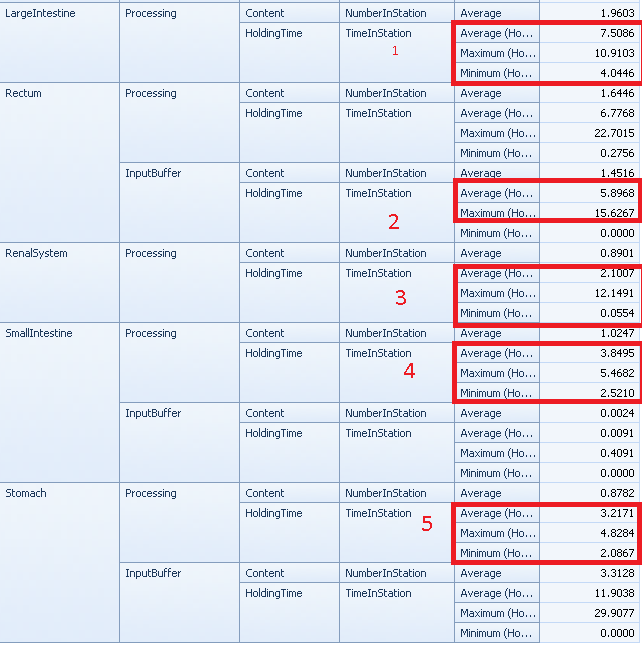 LargeIntestine Processing Content NumberInStation Average 1.9603
HoldingTime TimeInStation Average (Ho... 7.5086
1 Maximum (Ho... 10.9103
Minimum (Ho... 4.0446
Rectum Processing Content NumberInStation Average 1.6446
HoldingTime TimeInStation Average (Ho... 6.7768
Maximum (Ho... 22.7015
Minimum (Ho... 0.2756
InputBuffer Content NumberInStation Average 1.4516
HoldingTime TimeInStation Average (Ho... 5.8968
2 Maximum (Ho... 15.6267
Minimum (Ho... 0.0000
RenalSystem Processing Content NumberInStation Average 0.8901
HoldingTime TimeInStation Average (Ho... 2.1007
3 Maximum (Ho... 12.1491
Minimum (Ho... 0.0554
SmallIntestine Processing Content NumberInStation Average 1.0247
HoldingTime TimeInStation Average (Ho... 3.8495
4 Maximum (Ho... 5.4682
Minimum (Ho... 2.5210
InputBuffer Content NumberInStation Average 0.0024
HoldingTime TimeInStation Average (Ho... 0.0091
Maximum (Ho... 0.4091
Minimum (Ho... 0.0000
Stomach Processing Content NumberInStation Average 0.8782
HoldingTime TimeInStation Average (Ho... 3.2171
5 Maximum (Ho... 4.8284
Minimum (Ho... 2.0867
InputBuffer Content NumberInStation Average 3.3128
HoldingTime TimeInStation Average (Ho... 11.9038
Maximum (Ho... 29.9077
Minimum (Ho... 0.0000